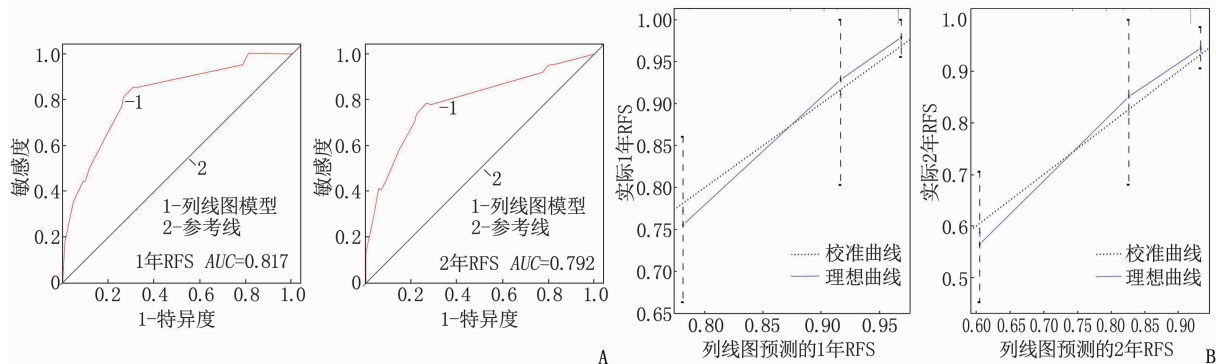 1.0
0.8
0.6
0.4
0.2
0
敏感度
-1
2
1-列线图模型
2-参考线
1年RFS AUC=0.817
0.2 0.4 0.6 0.8 1.0
1-特异度
1.0
0.8
0.6
0.4
0.2
0
敏感度
-1
2
1-列线图模型
2-参考线
2年RFS AUC=0.792
0.2 0.4 0.6 0.8 1.0
1-特异度
A
1.00
0.95
0.90
0.85
0.80
0.75
0.70
0.65
实际1年RFS
校准曲线
理想曲线
0.80 0.85 0.90 0.95
列线图预测的1年RFS
1.0
0.9
0.8
0.7
0.6
0.5
实际2年RFS
校准曲线
理想曲线
0.60 0.65 0.70 0.75 0.80 0.85 0.90
列线图预测的2年RFS
B